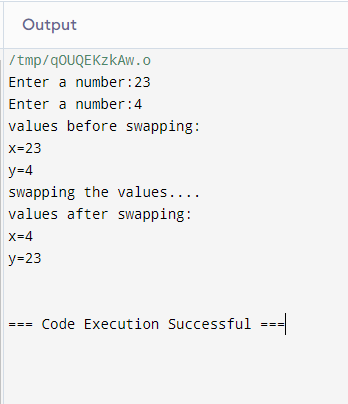 Output
/tmp/qOUQEKzkAw.o
Enter a number:23
Enter a number:4
values before swapping:
x=23
y=4
swapping the values....
values after swapping:
x=4
y=23
=== Code Execution Successful ===